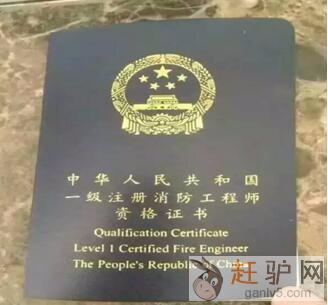 中华人民共和国
一级注册消防工程师
资格证书
Qualification Certificate
Level 1 Certified Fire Engineer
The People's Republic of China
赶驴网
ganlv5.com